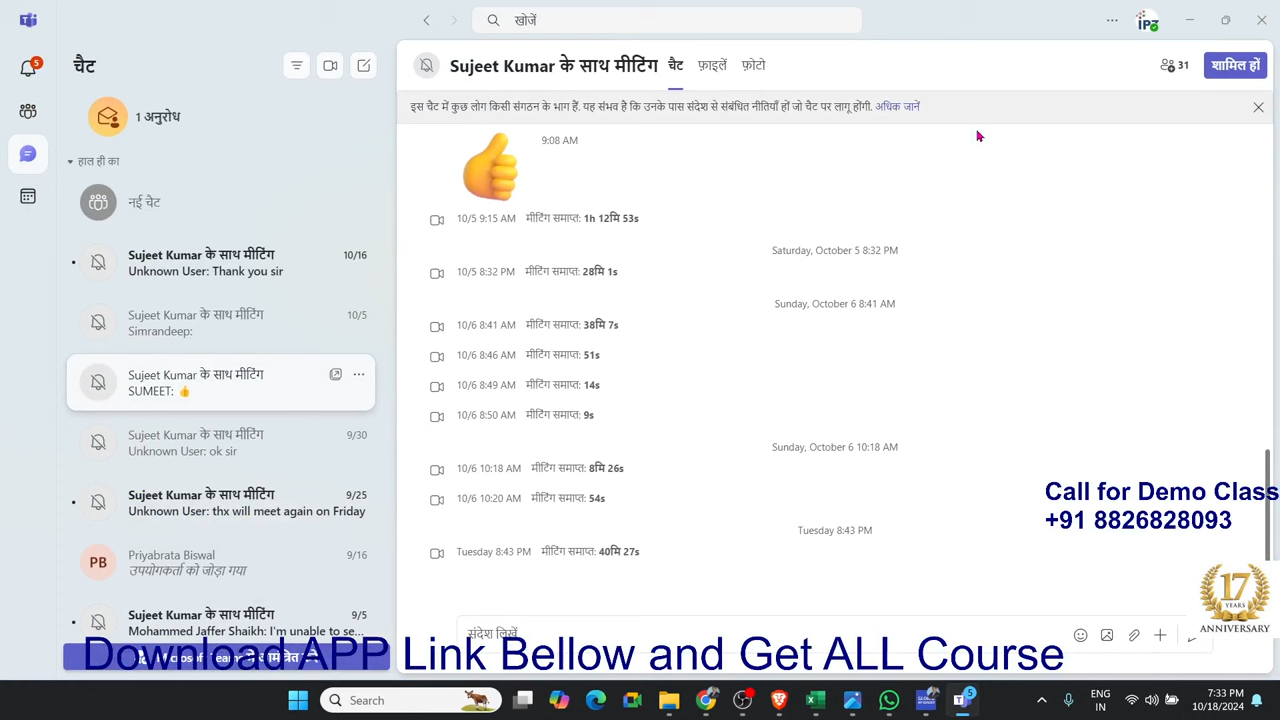 खोजें
iPZ
5
चैट
1 अनुरोध
हाल ही का
नई चैट
Sujeet Kumar के साथ मीटिंग 10/16
Unknown User: Thank you sir
Sujeet Kumar के साथ मीटिंग 10/5
Simrandeep:
Sujeet Kumar के साथ मीटिंग
SUMEET: 👍
Sujeet Kumar के साथ मीटिंग 9/30
Unknown User: ok sir
Sujeet Kumar के साथ मीटिंग 9/25
Unknown User: thx will meet again on Friday
PB
Priyabrata Biswal 9/16
उपयोगकर्ता को जोड़ा गया
Sujeet Kumar के साथ मीटिंग 9/5
Mohammed Jaffer Shaikh: I'm unable to se...
Sujeet Kumar के साथ मीटिंग चैट फ़ाइलें फ़ोटो 31 शामिल हों
इस चैट में कुछ लोग किसी संगठन के भाग हैं. यह संभव है कि उनके पास संदेश से संबंधित नीतियाँ हों जो चैट पर लागू होंगी. अधिक जानें
9:08 AM
10/5 9:15 AM मीटिंग समाप्त: 1h 12मि 53s
Saturday, October 5 8:32 PM
10/5 8:32 PM मीटिंग समाप्त: 28मि 1s
Sunday, October 6 8:41 AM
10/6 8:41 AM मीटिंग समाप्त: 38मि 7s
10/6 8:46 AM मीटिंग समाप्त: 51s
10/6 8:49 AM मीटिंग समाप्त: 14s
10/6 8:50 AM मीटिंग समाप्त: 9s
Sunday, October 6 10:18 AM
10/6 10:18 AM मीटिंग समाप्त: 8मि 26s
10/6 10:20 AM मीटिंग समाप्त: 54s
Tuesday 8:43 PM
Tuesday 8:43 PM मीटिंग समाप्त: 40मि 27s
संदेश लिखें
Call for Demo Class
+91 8826828093
17
YEARS
ANNIVERSARY
Download APP Link Bellow and Get ALL Course
Search
5
ENG
IN
7:33 PM
10/18/2024